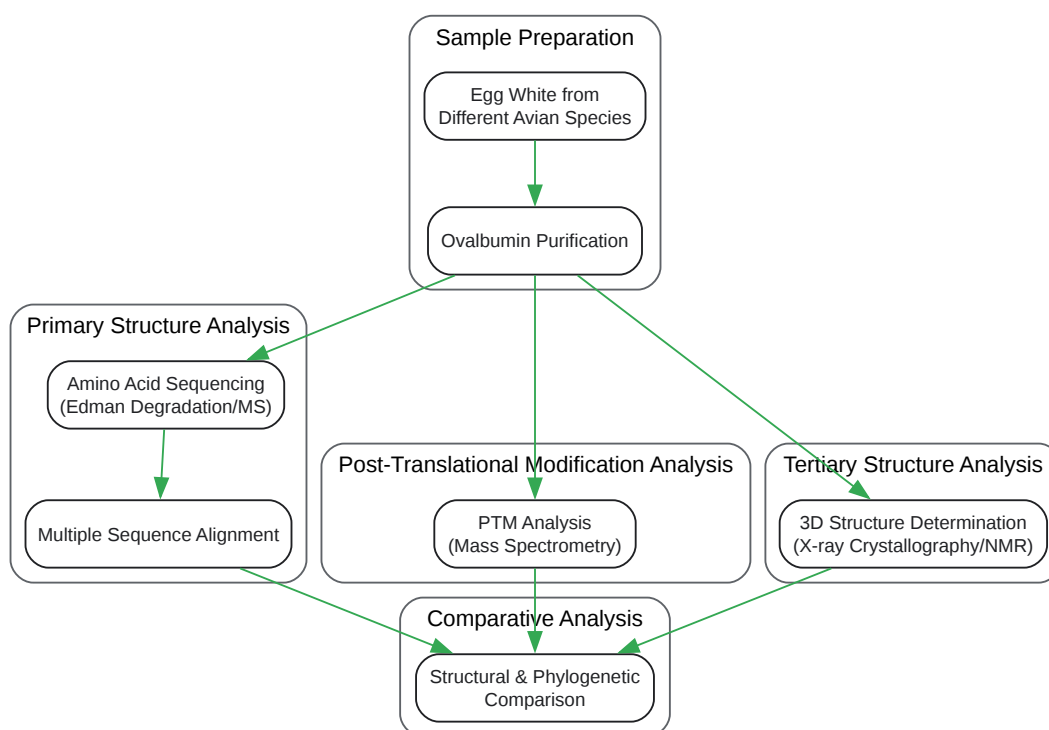 Sample Preparation
Egg White from
Different Avian Species
Ovalbumin Purification
Primary Structure Analysis
Amino Acid Sequencing
(Edman Degradation/MS)
Multiple Sequence Alignment
Post-Translational Modification Analysis
PTM Analysis
(Mass Spectrometry)
Tertiary Structure Analysis
3D Structure Determination
(X-ray Crystallography/NMR)
Comparative Analysis
Structural & Phylogenetic
Comparison